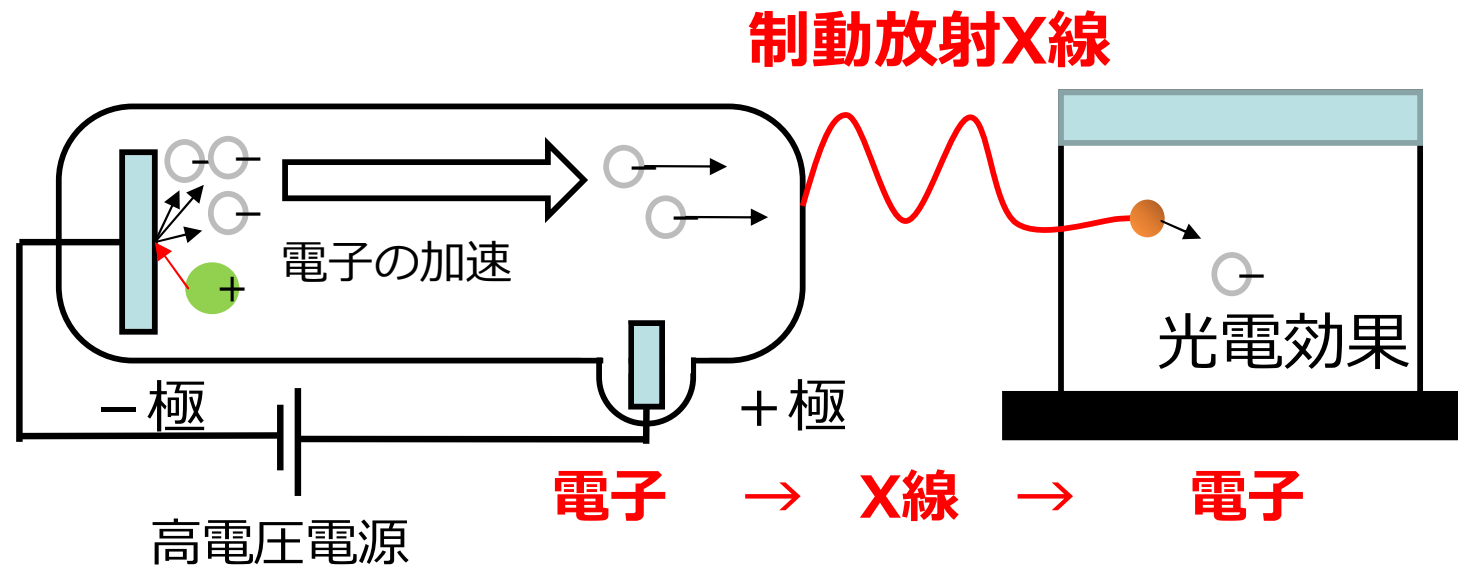 制動放射X線
電子の加速
光電効果
－極
＋極
電子 → X線 → 電子
高電圧電源